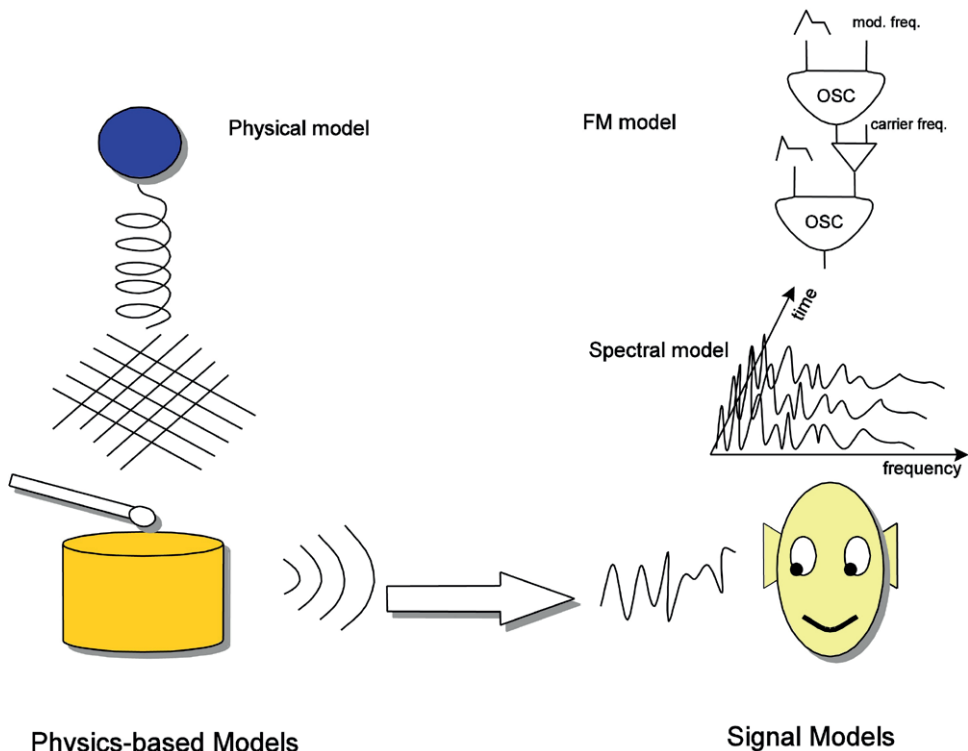 mod. freq.
OSC
Physical model
FM model
carrier freq.
OSC
time
Spectral model
frequency
Physics-based Models
Signal Models